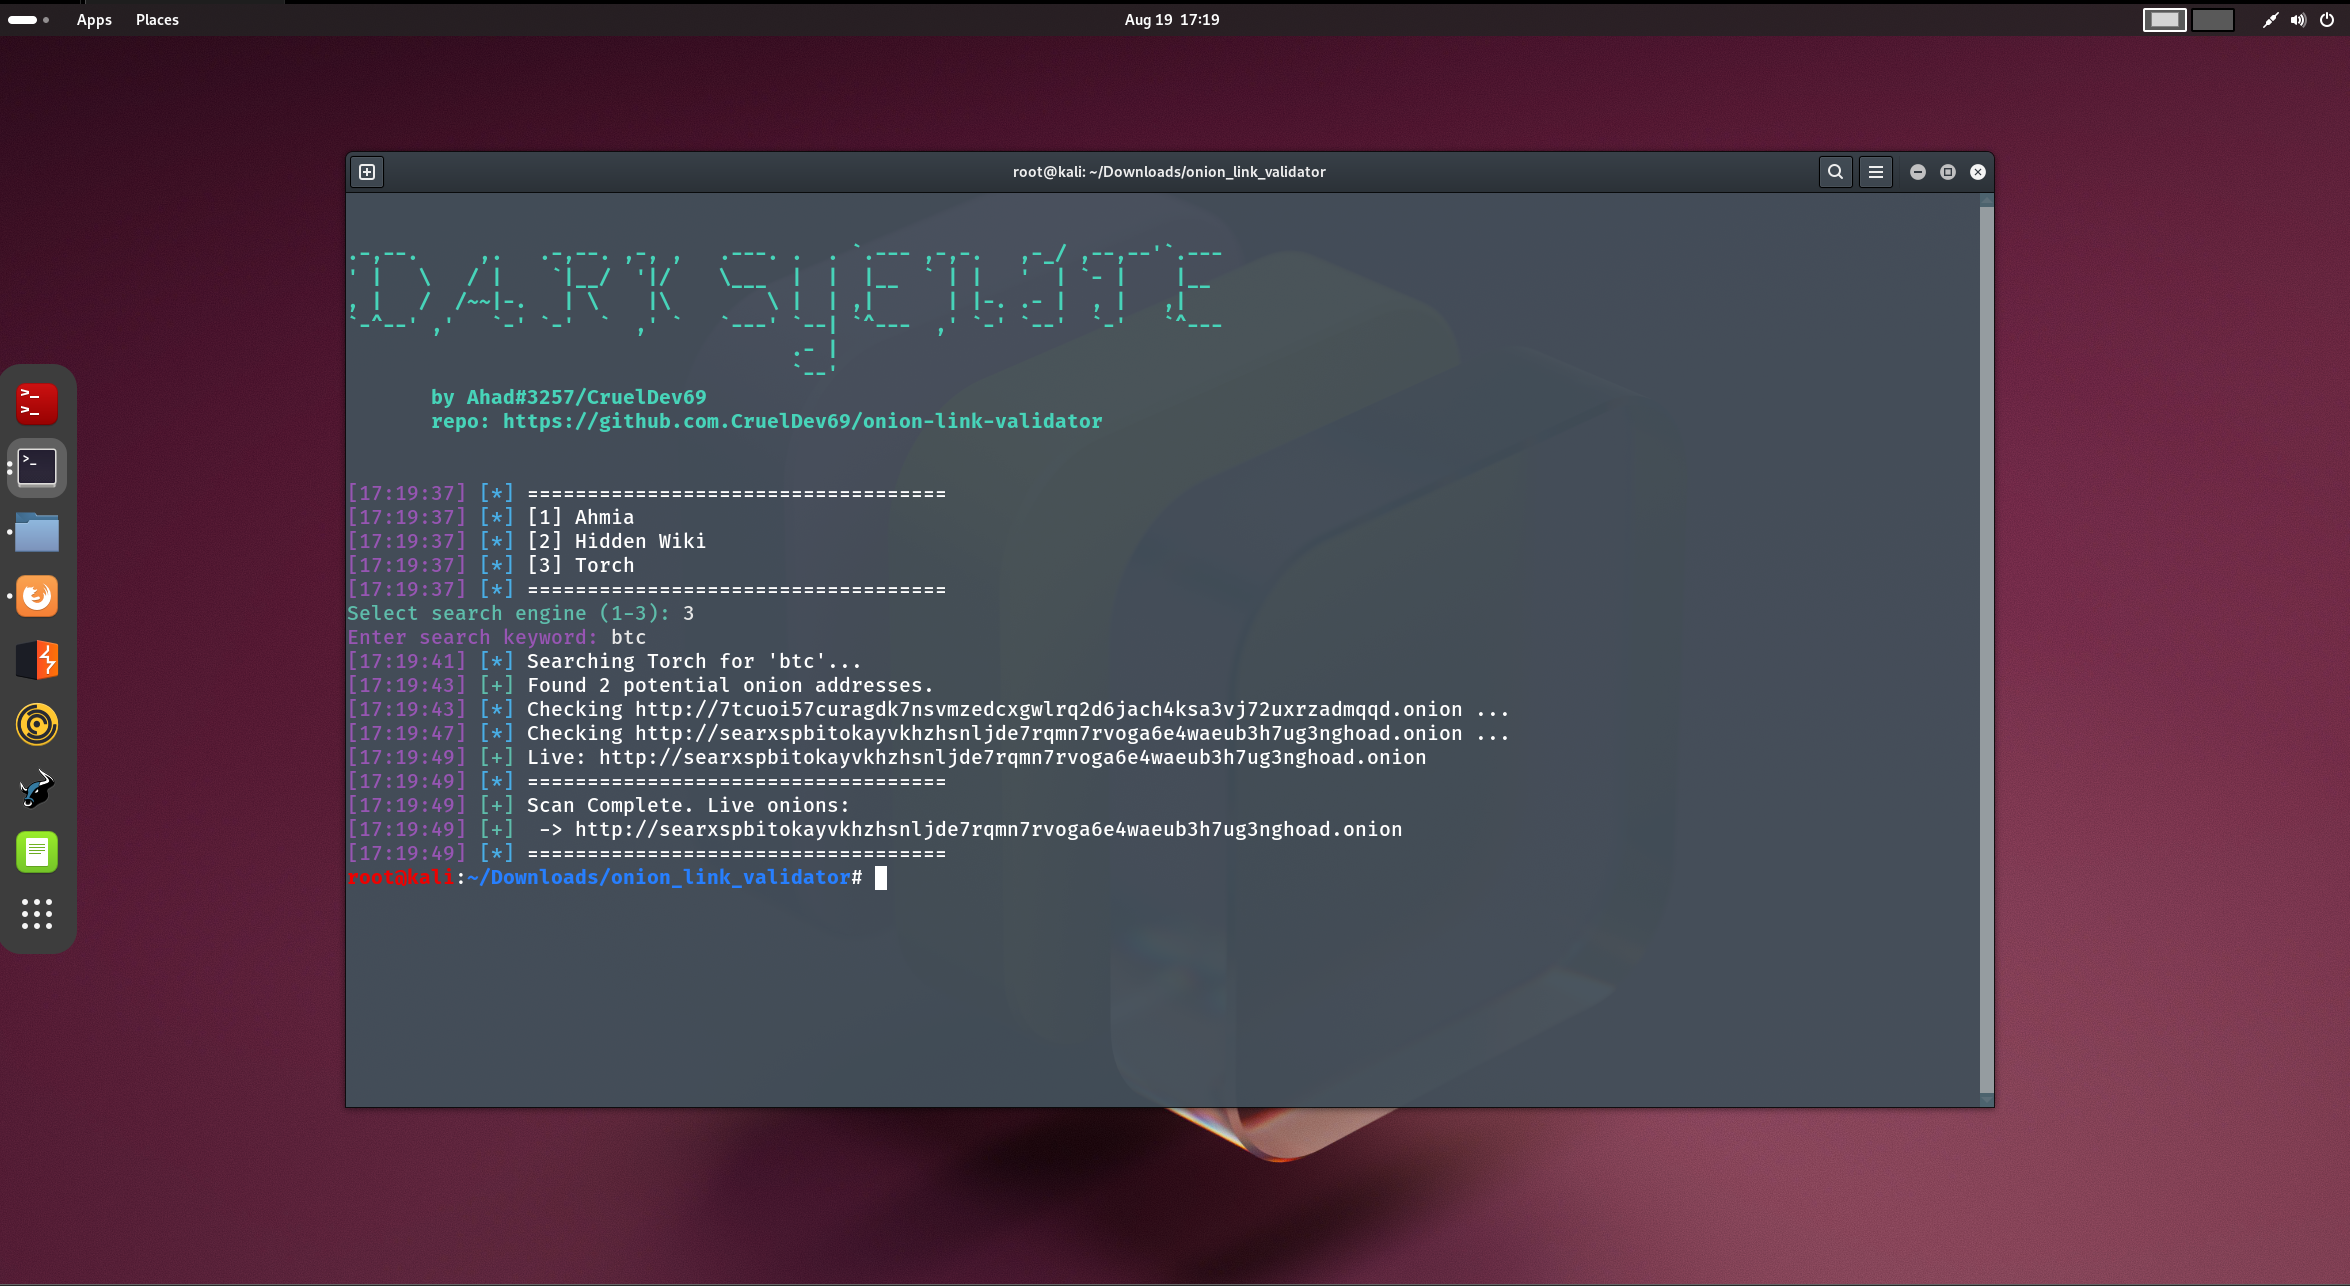 Apps Places Aug 19 17:19
root@kali: ~/Downloads/onion_link_validator
by Ahad#3257/CruelDev69
repo: https://github.com.CruelDev69/onion-link-validator
[17:19:37] [*] ===================================
[17:19:37] [*] [1] Ahmia
[17:19:37] [*] [2] Hidden Wiki
[17:19:37] [*] [3] Torch
[17:19:37] [*] ===================================
Select search engine (1-3): 3
Enter search keyword: btc
[17:19:41] [*] Searching Torch for 'btc'...
[17:19:43] [+] Found 2 potential onion addresses.
[17:19:43] [*] Checking http://7tcuoi57curagdk7nsvmzedcxgwlrq2d6jach4ksa3vj72uxrzadmqqd.onion ...
[17:19:47] [*] Checking http://searxspbitokayvkhzhsnljde7rqmn7rvoga6e4waeub3h7ug3nghoad.onion ...
[17:19:49] [+] Live: http://searxspbitokayvkhzhsnljde7rqmn7rvoga6e4waeub3h7ug3nghoad.onion
[17:19:49] [*] ===================================
[17:19:49] [+] Scan Complete. Live onions:
[17:19:49] [+]  -> http://searxspbitokayvkhzhsnljde7rqmn7rvoga6e4waeub3h7ug3nghoad.onion
[17:19:49] [*] ===================================
root@kali:~/Downloads/onion_link_validator#